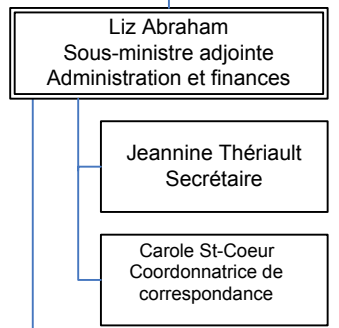 Liz Abraham
Sous-ministre adjointe
Administration et finances
Jeannine Thériault
Secrétaire
Carole St-Coeur
Coordonnatrice de
correspondance